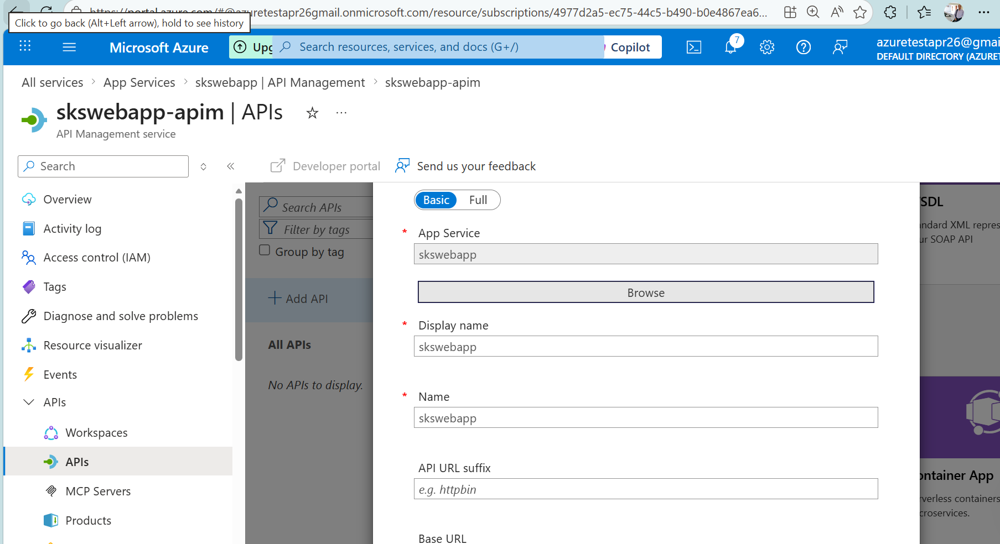 https://portal.azure.com/#@azuretestapr26gmail.onmicrosoft.com/resource/subscriptions/4977d2a5-ec75-44c5-b490-b0e4867ea6...
Click to go back (Alt+Left arrow), hold to see history
Microsoft Azure
Upg
Search resources, services, and docs (G+/)
Copilot
7
azuretestapr26@gmai
DEFAULT DIRECTORY (AZURET
All services > App Services > skswebapp | API Management > skswebapp-apim
skswebapp-apim | APIs
API Management service
Search
Developer portal
Send us your feedback
Overview
Activity log
Access control (IAM)
Tags
Diagnose and solve problems
Resource visualizer
Events
APIs
Workspaces
APIs
MCP Servers
Products
Search APIs
Filter by tags
Group by tag
Add API
All APIs
No APIs to display.
Basic
Full
* App Service
skswebapp
Browse
* Display name
skswebapp
* Name
skswebapp
API URL suffix
e.g. httpbin
Base URL
SDL
ndard XML repres
ur SOAP API
ontainer App
rverless containers
croservices.